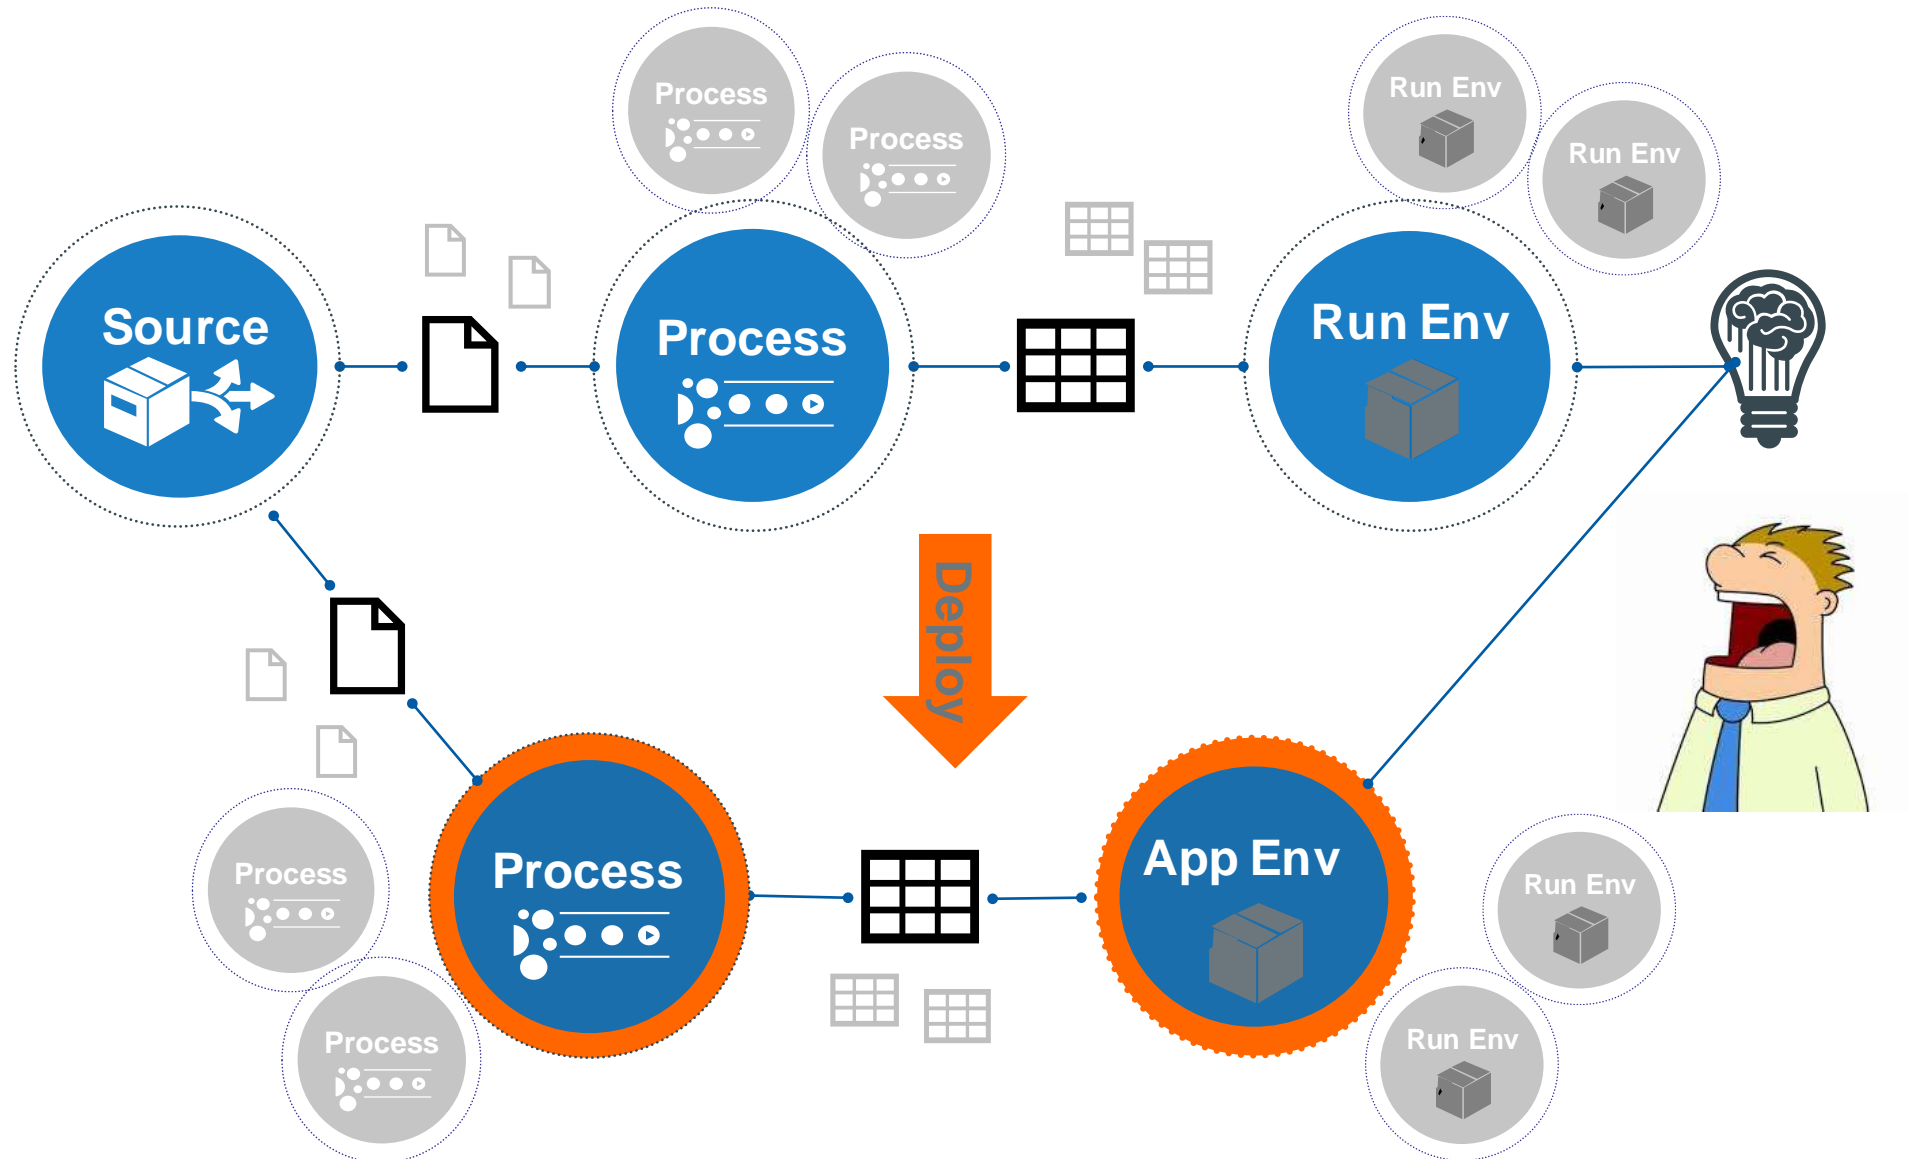 Process
Process
Run Env
Run Env
Source
Process
Run Env
Deploy
Process
App Env
Process
Process
Run Env
Run Env